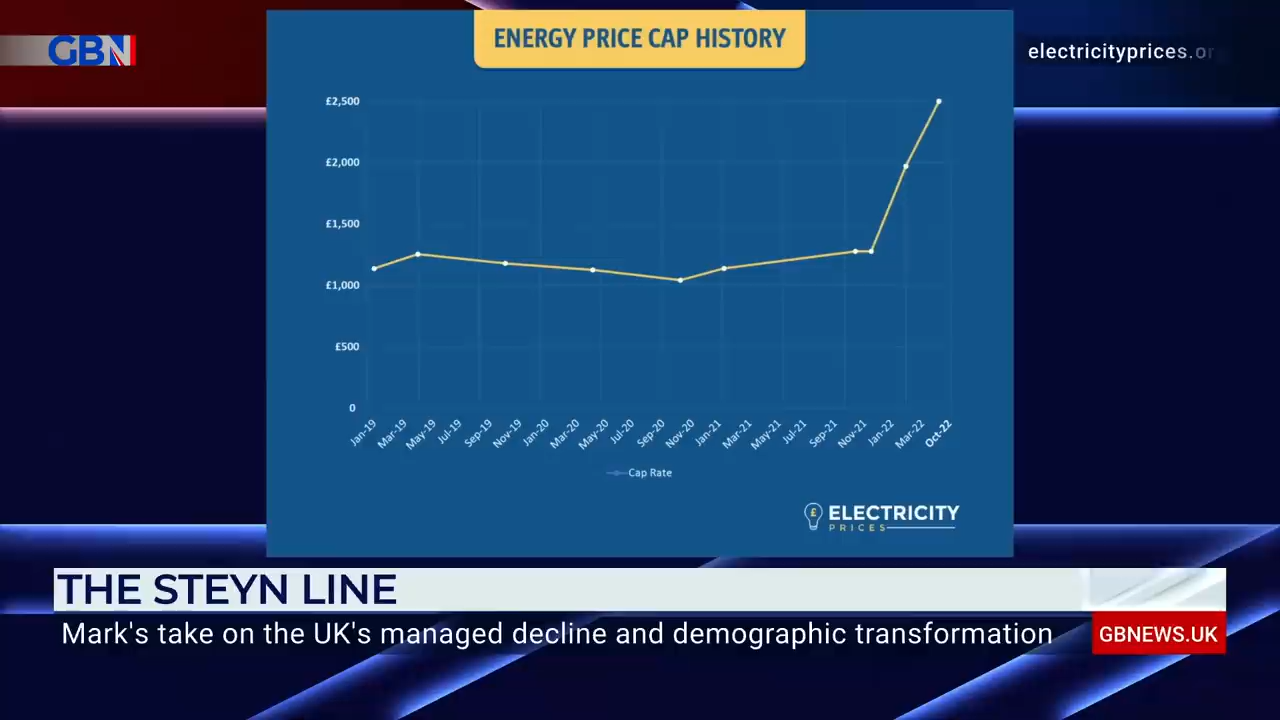 GBN
ENERGY PRICE CAP HISTORY
electricityprices.or
£2,500
£2,000
£1,500
£1,000
£500
0
Jan-19 Mar-19 May-19 Jul-19 Sep-19 Nov-19 Jan-20 Mar-20 May-20 Jul-20 Sep-20 Nov-20 Jan-21 Mar-21 May-21 Jul-21 Sep-21 Nov-21 Jan-22 Mar-22 Oct-22
Cap Rate
£ ELECTRICITY
PRICES
THE STEYN LINE
Mark's take on the UK's managed decline and demographic transformation
GBNEWS.UK